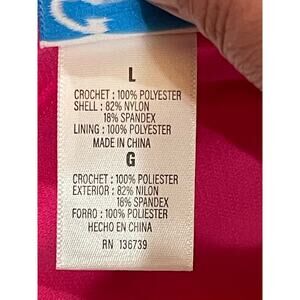 L
CROCHET : 100% POLYESTER
SHELL : 82% NYLON
18% SPANDEX
LINING : 100% POLYESTER
MADE IN CHINA
G
CROCHET : 100% POLIESTER
EXTERIOR : 82% NILON
18% SPANDEX
FORRO : 100% POLIESTER
HECHO EN CHINA
RN 136739